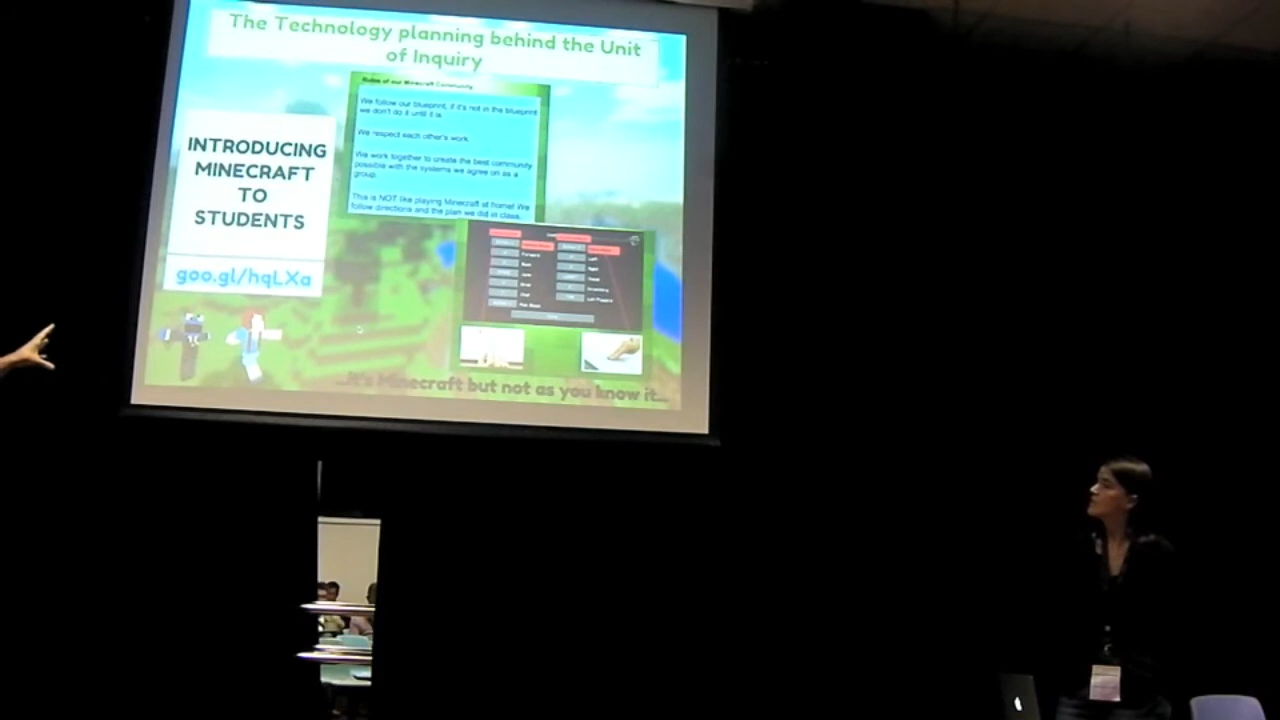 The Technology planning behind the Unit
of Inquiry
Rules of our Minecraft Community
We follow our blueprint, if it's not in the blueprint
we don't do it until it is.
We respect each other's work.
We work together to create the best community
possible with the systems we agree on as a
group.
This is NOT like playing Minecraft at home! We
follow directions and the plan we did in class.
INTRODUCING
MINECRAFT
TO
STUDENTS
goo.gl/hqLXa
...it's Minecraft but not as you know it...